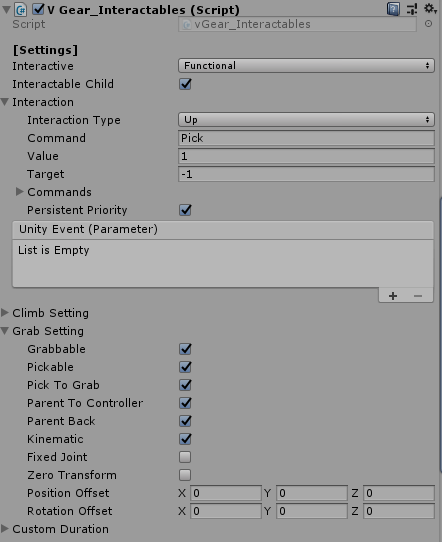 V Gear_Interactables (Script)
Script vGear_Interactables
[Settings]
Interactive Functional
Interactable Child
Interaction
Interaction Type Up
Command Pick
Value 1
Target -1
Commands
Persistent Priority
Unity Event (Parameter)
List is Empty
+ −
Climb Setting
Grab Setting
Grabbable
Pickable
Pick To Grab
Parent To Controller
Parent Back
Kinematic
Fixed Joint
Zero Transform
Position Offset X 0 Y 0 Z 0
Rotation Offset X 0 Y 0 Z 0
Custom Duration